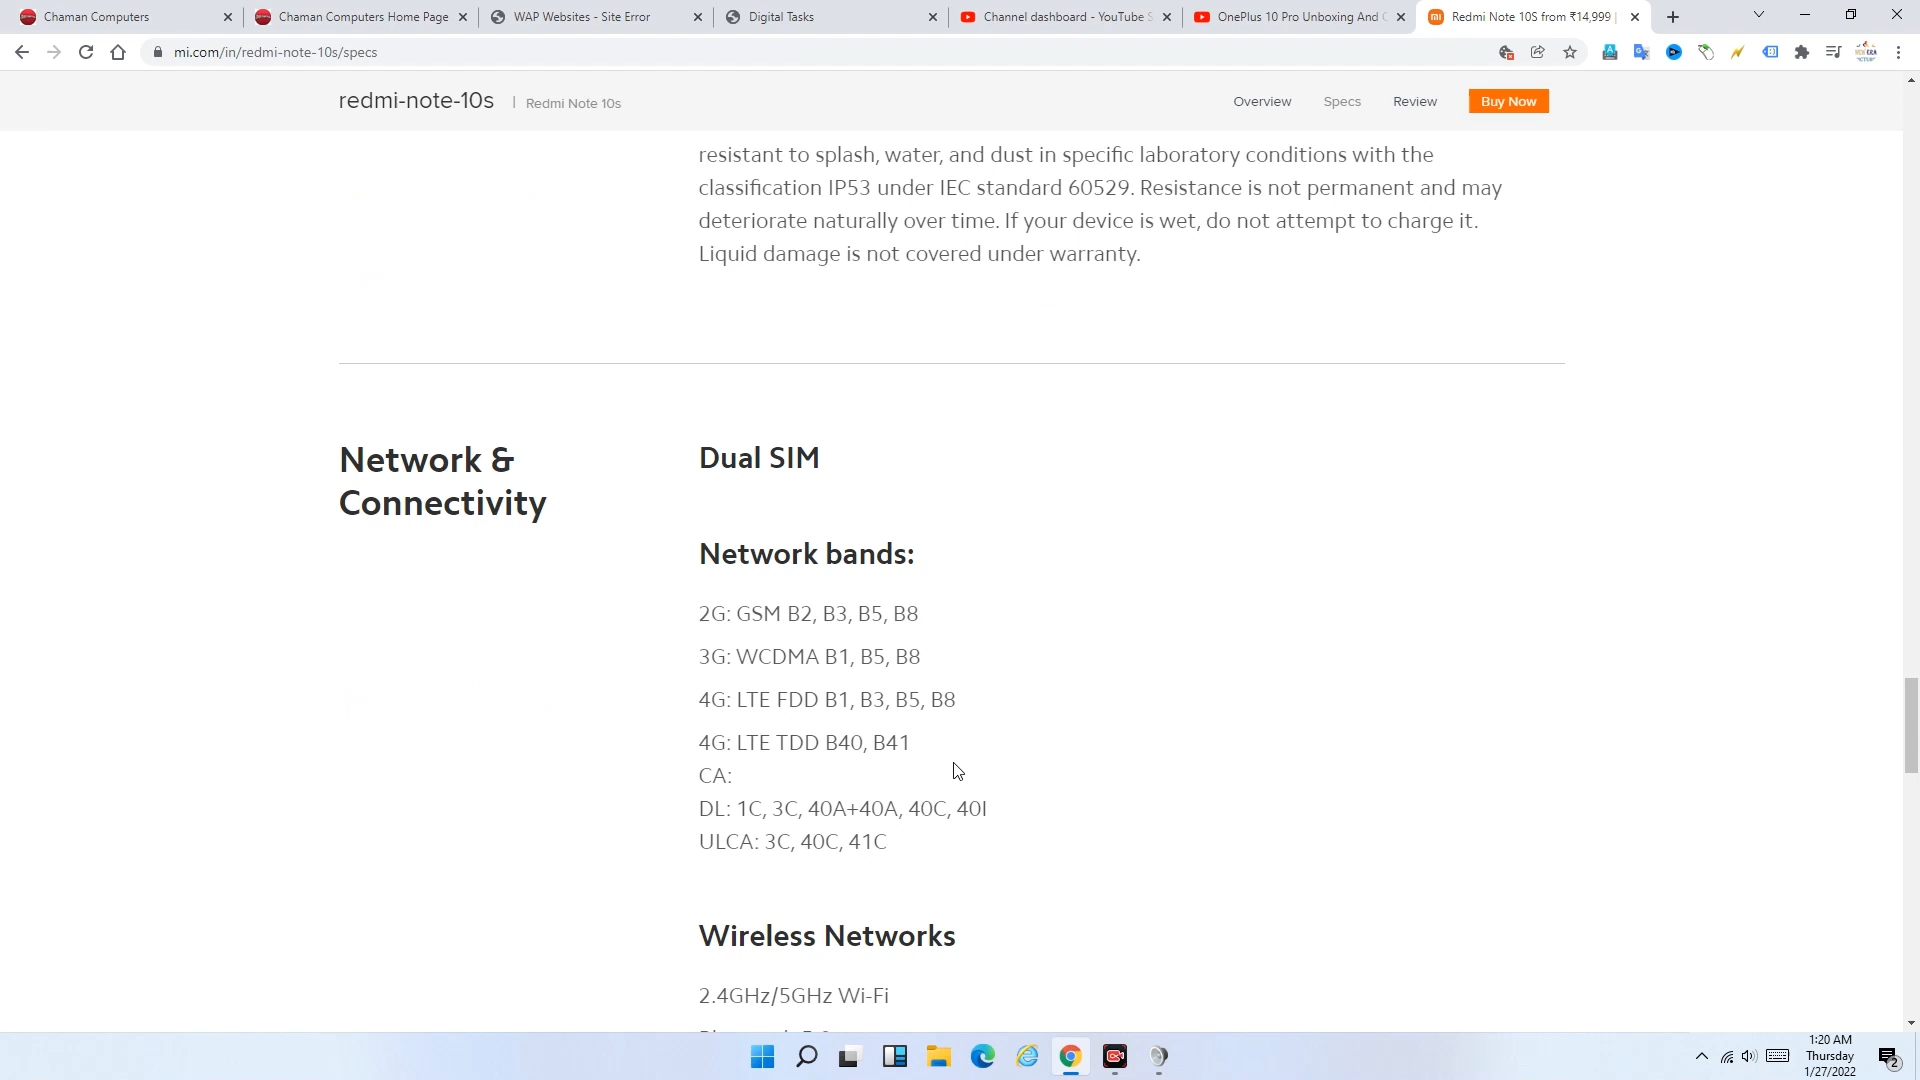 Chaman Computers
Chaman Computers Home Page
WAP Websites - Site Error
Digital Tasks
Channel dashboard - YouTube S
OnePlus 10 Pro Unboxing And C
Redmi Note 10S from ₹14,999 |
mi.com/in/redmi-note-10s/specs
redmi-note-10s | Redmi Note 10s
Overview
Specs
Review
Buy Now
resistant to splash, water, and dust in specific laboratory conditions with the
classification IP53 under IEC standard 60529. Resistance is not permanent and may
deteriorate naturally over time. If your device is wet, do not attempt to charge it.
Liquid damage is not covered under warranty.
Network &
Connectivity
Dual SIM
Network bands:
2G: GSM B2, B3, B5, B8
3G: WCDMA B1, B5, B8
4G: LTE FDD B1, B3, B5, B8
4G: LTE TDD B40, B41
CA:
DL: 1C, 3C, 40A+40A, 40C, 40I
ULCA: 3C, 40C, 41C
Wireless Networks
2.4GHz/5GHz Wi-Fi
1:20 AM
Thursday
1/27/2022
2